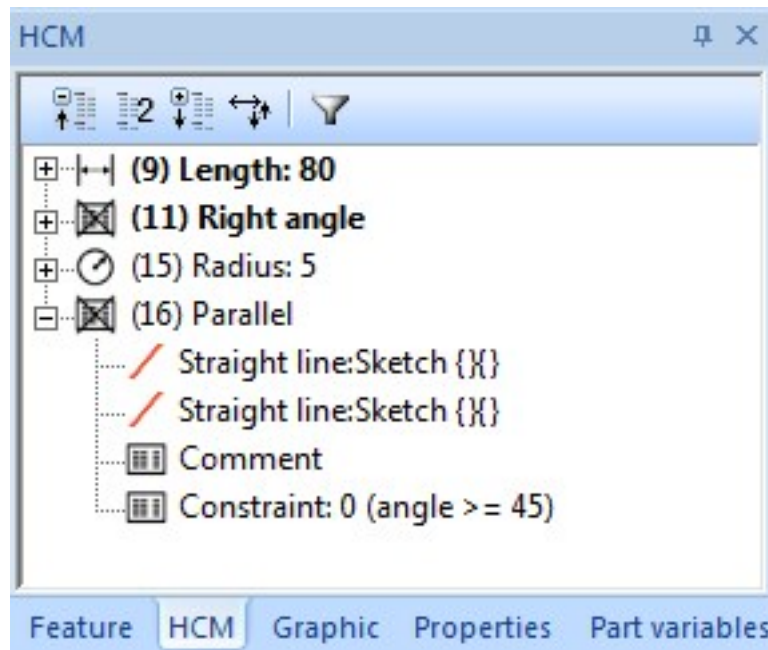 HCM
2
(9) Length: 80
(11) Right angle
(15) Radius: 5
(16) Parallel
Straight line:Sketch {}{}
Straight line:Sketch {}{}
Comment
Constraint: 0 (angle >= 45)
Feature HCM Graphic Properties Part variables